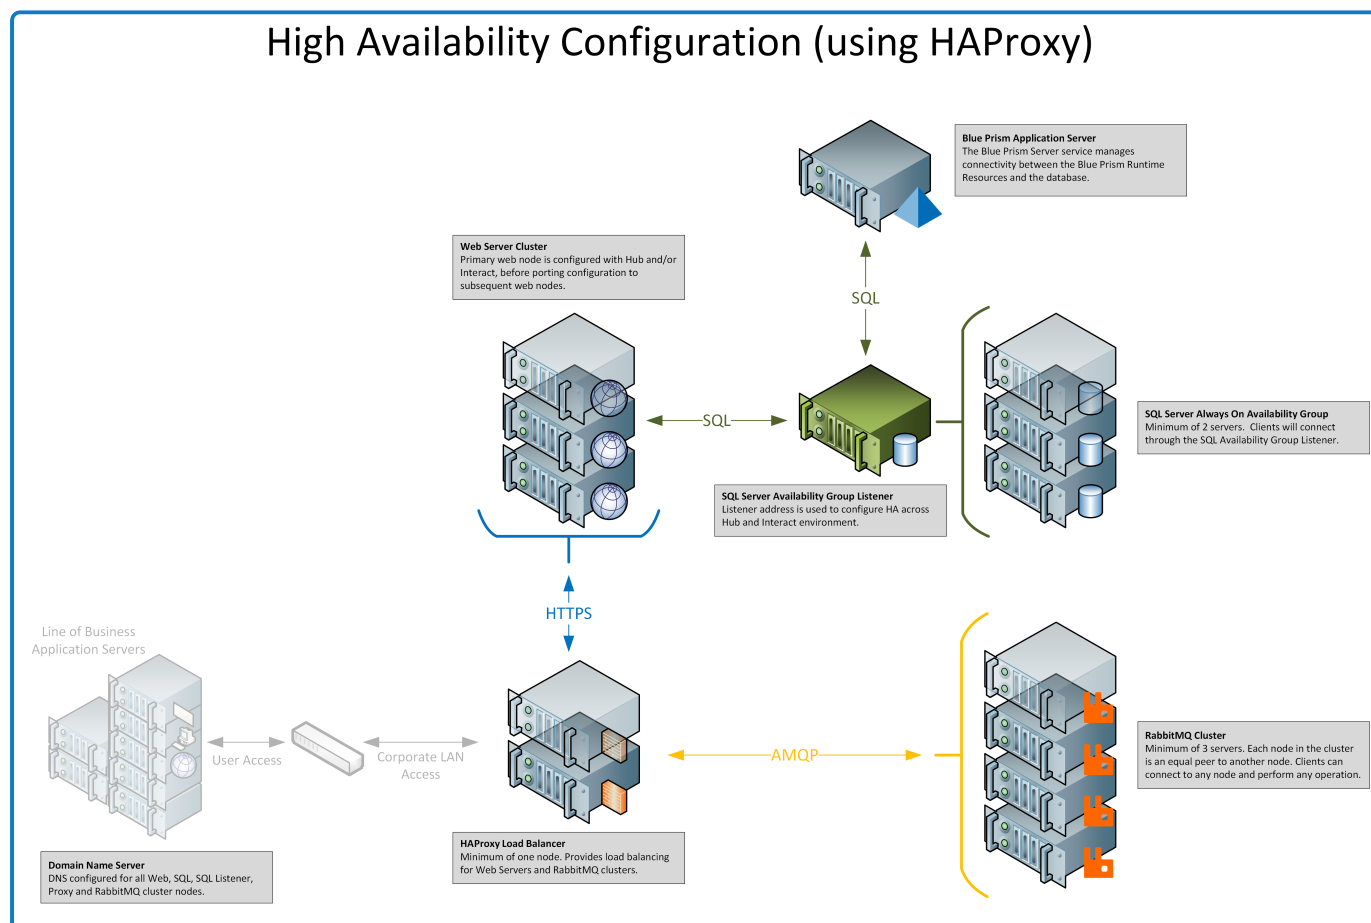 High Availability Configuration (using HAProxy)
Blue Prism Application Server
The Blue Prism Server service manages
connectivity between the Blue Prism Runtime
Resources and the database.
Web Server Cluster
Primary web node is configured with Hub and/or
Interact, before porting configuration to
subsequent web nodes.
SQL
SQL
SQL Server Always On Availability Group
Minimum of 2 servers.  Clients will connect
through the SQL Availability Group Listener.
SQL Server Availability Group Listener
Listener address is used to configure HA across
Hub and Interact environment.
HTTPS
Line of Business
Application Servers
User Access
Corporate LAN
Access
AMQP
RabbitMQ Cluster
Minimum of 3 servers. Each node in the cluster
is an equal peer to another node. Clients can
connect to any node and perform any operation.
HAProxy Load Balancer
Minimum of one node. Provides load balancing
for Web Servers and RabbitMQ clusters.
Domain Name Server
DNS configured for all Web, SQL, SQL Listener,
Proxy and RabbitMQ cluster nodes.